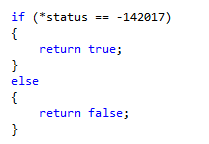 if (*status == -142017)
{
    return true;
}
else
{
    return false;
}